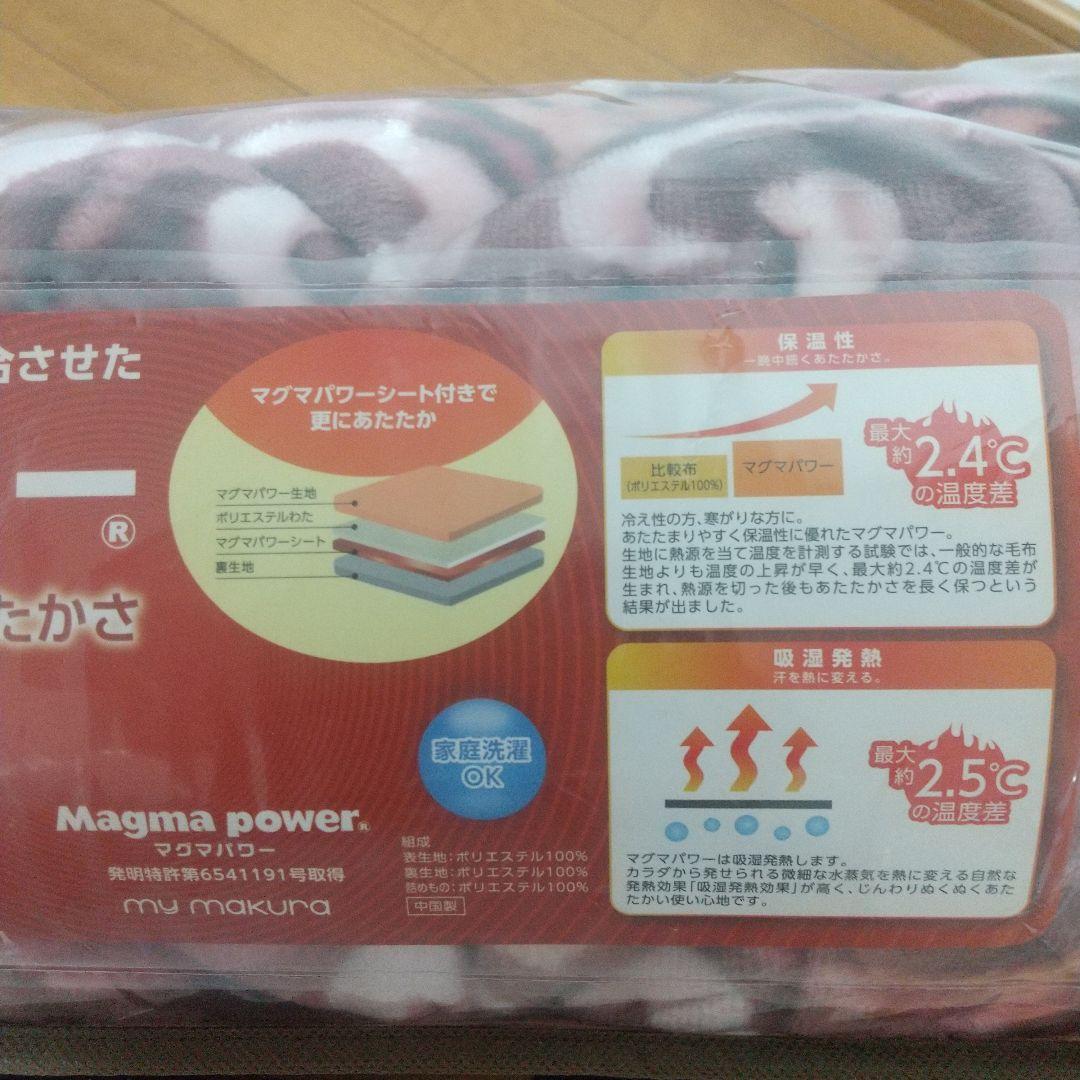 合させた
®
たかさ
マグマパワーシート付きで
更にあたたか
マグマパワー生地
ポリエステルわた
マグマパワーシート
裏生地
家庭洗濯
OK
Magma power®
マグマパワー
発明特許第6541191号取得
my makura
組成
表生地:ポリエステル100%
裏生地:ポリエステル100%
詰めもの:ポリエステル100%
中国製
保温性
一晩中続くあたたかさ。
比較布
(ポリエステル100%)
マグマパワー
最大
約2.4℃
の温度差
冷え性の方、寒がりな方に。
あたたまりやすく保温性に優れたマグマパワー。
生地に熱源を当て温度を計測する試験では、一般的な毛布
生地よりも温度の上昇が早く、最大約2.4℃の温度差が
生まれ、熱源を切った後もあたたかさを長く保つという
結果が出ました。
吸湿発熱
汗を熱に変える。
最大
約2.5℃
の温度差
マグマパワーは吸湿発熱します。
カラダから発せられる微細な水蒸気を熱に変える自然な
発熱効果「吸湿発熱効果」が高く、じんわりぬくぬくあた
たかい使い心地です。